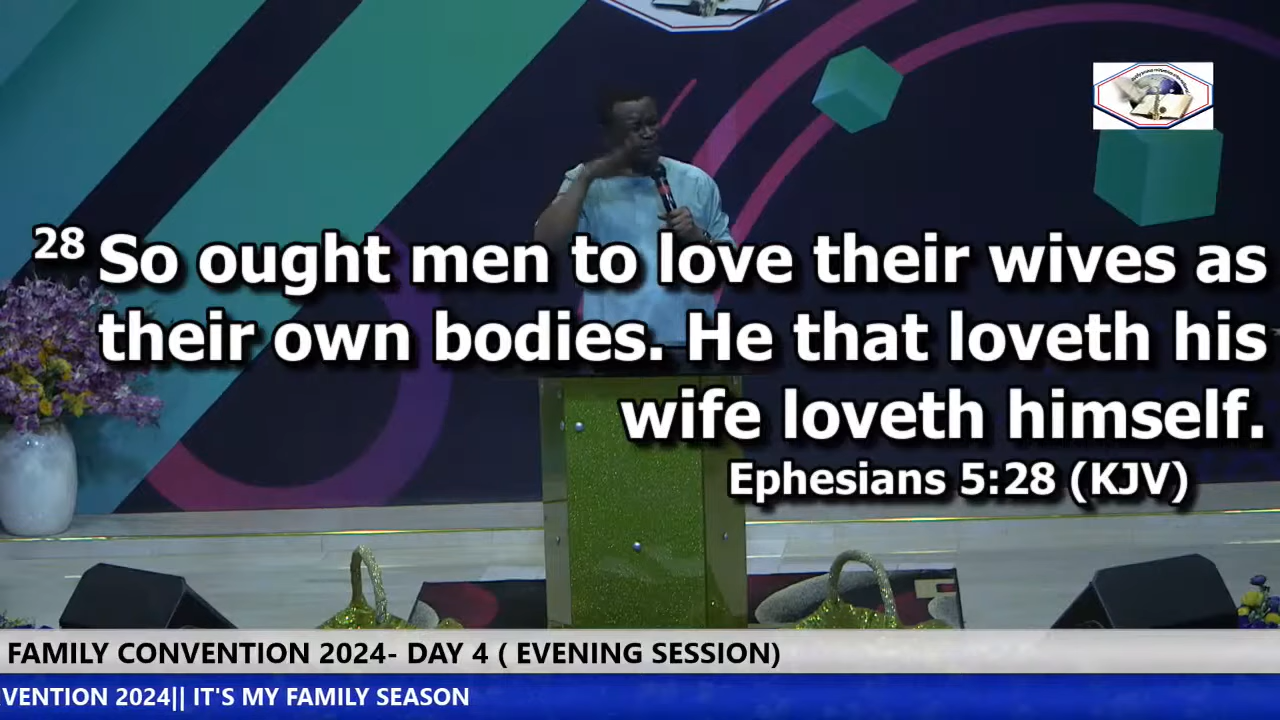 28 So ought men to love their wives as
their own bodies. He that loveth his
wife loveth himself.
Ephesians 5:28 (KJV)
FAMILY CONVENTION 2024- DAY 4 ( EVENING SESSION)
VENTION 2024|| IT'S MY FAMILY SEASON